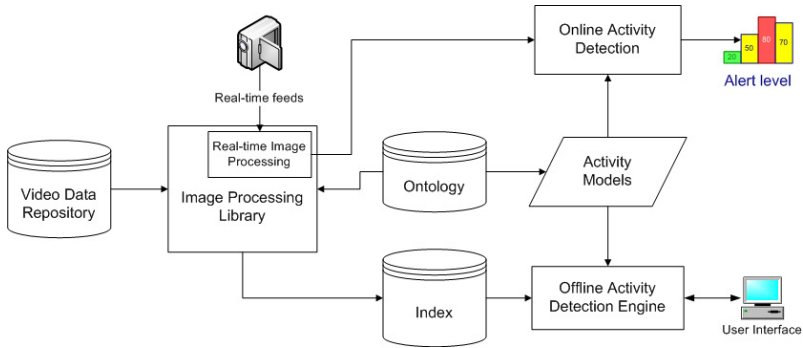 Online Activity
Detection
20
50
80
70
Alert level
Real-time feeds
Real-time Image
Processing
Video Data
Repository
Image Processing
Library
Ontology
Activity
Models
Index
Offline Activity
Detection Engine
User Interface